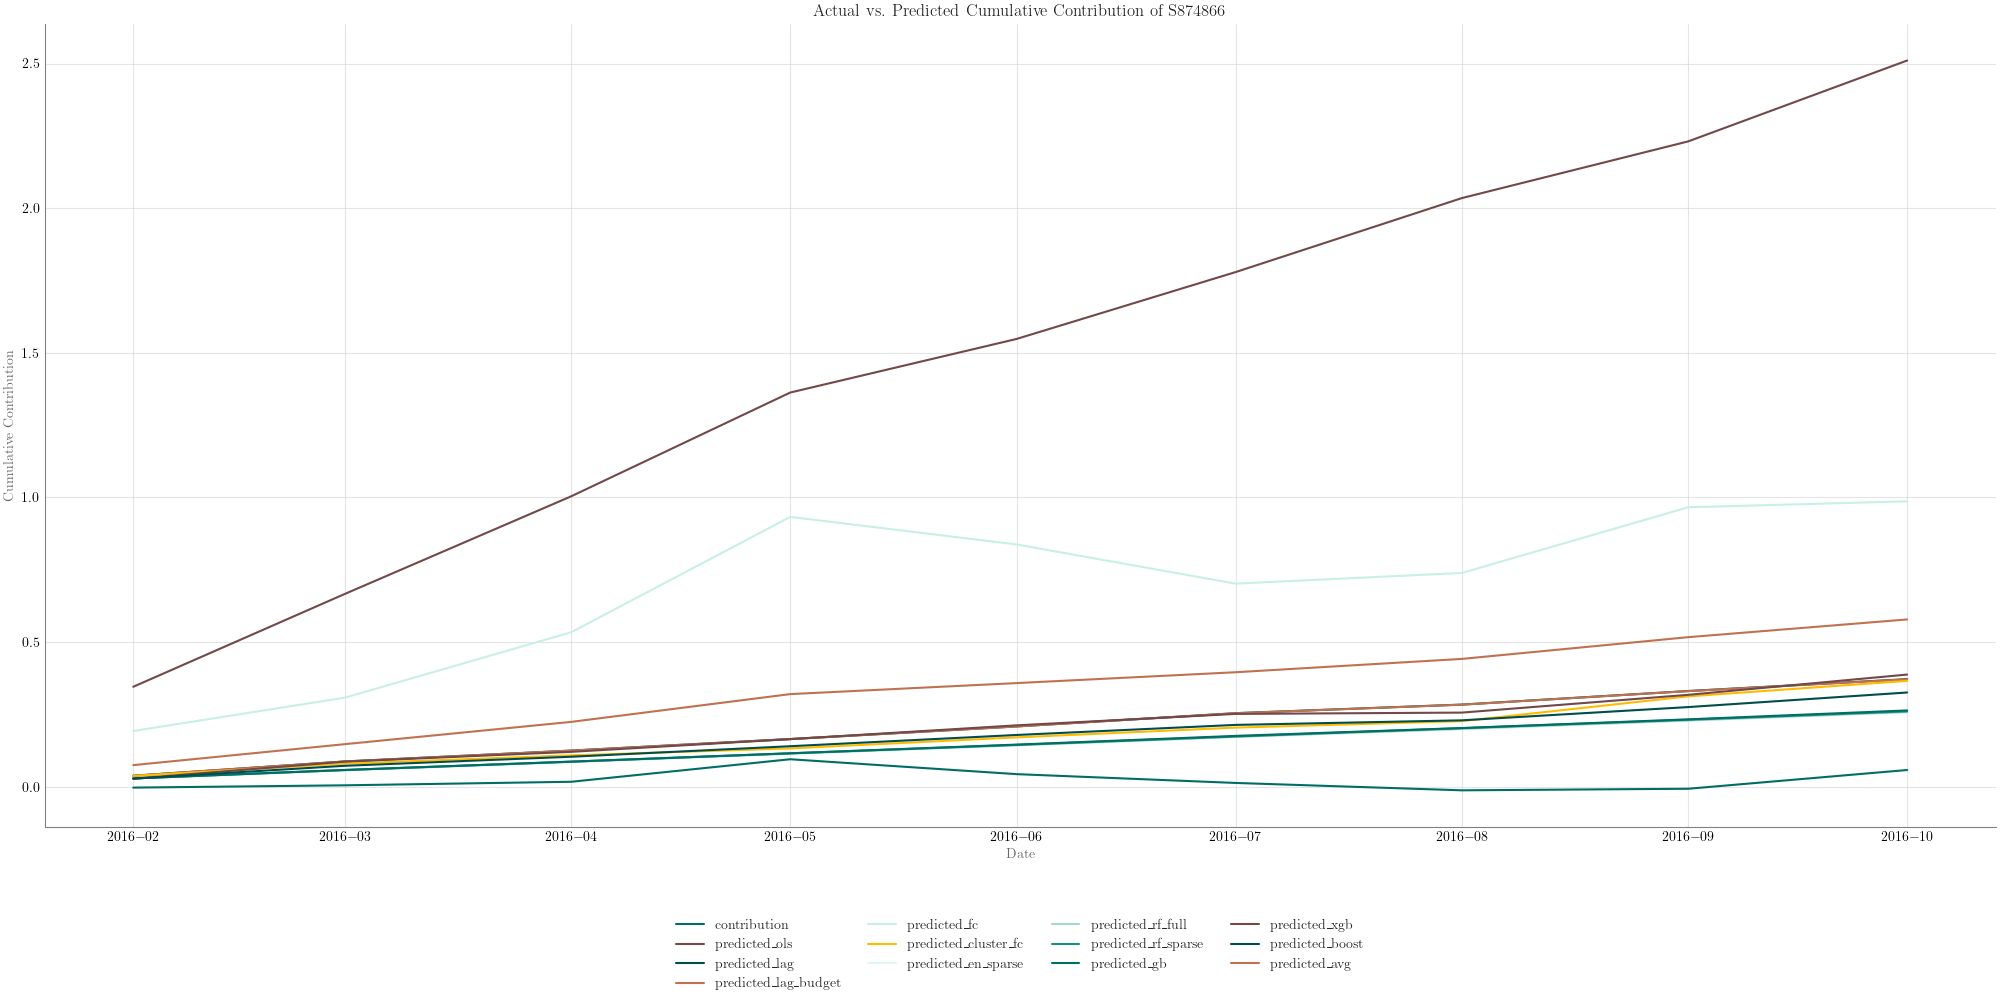 Actual vs. Predicted Cumulative Contribution of S874866
Cumulative Contribution
2.5
2.0
1.5
1.0
0.5
0.0
2016–02 2016–03 2016–04 2016–05 2016–06 2016–07 2016–08 2016–09 2016–10
Date
contribution predicted_fc predicted_rf_full predicted_xgb
predicted_ols predicted_cluster_fc predicted_rf_sparse predicted_boost
predicted_lag predicted_en_sparse predicted_gb predicted_avg
predicted_lag_budget